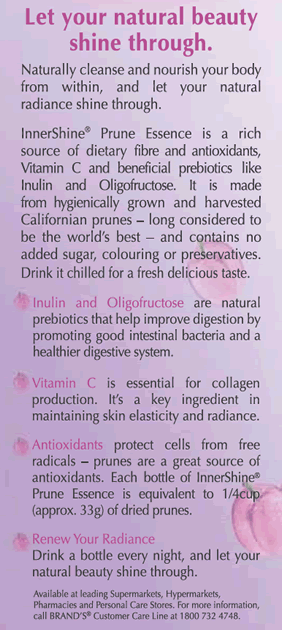 Let your natural beauty
shine through.
Naturally cleanse and nourish your body
from within, and let your natural
radiance shine through.
InnerShine® Prune Essence is a rich
source of dietary fibre and antioxidants,
Vitamin C and beneficial prebiotics like
Inulin and Oligofructose. It is made
from hygienically grown and harvested
Californian prunes – long considered to
be the world's best – and contains no
added sugar, colouring or preservatives.
Drink it chilled for a fresh delicious taste.
Inulin and Oligofructose are natural
prebiotics that help improve digestion by
promoting good intestinal bacteria and a
healthier digestive system.
Vitamin C is essential for collagen
production. It's a key ingredient in
maintaining skin elasticity and radiance.
Antioxidants protect cells from free
radicals – prunes are a great source of
antioxidants. Each bottle of InnerShine®
Prune Essence is equivalent to 1/4cup
(approx. 33g) of dried prunes.
Renew Your Radiance
Drink a bottle every night, and let your
natural beauty shine through.
Available at leading Supermarkets, Hypermarkets,
Pharmacies and Personal Care Stores. For more information,
call BRAND'S® Customer Care Line at 1800 732 4748.